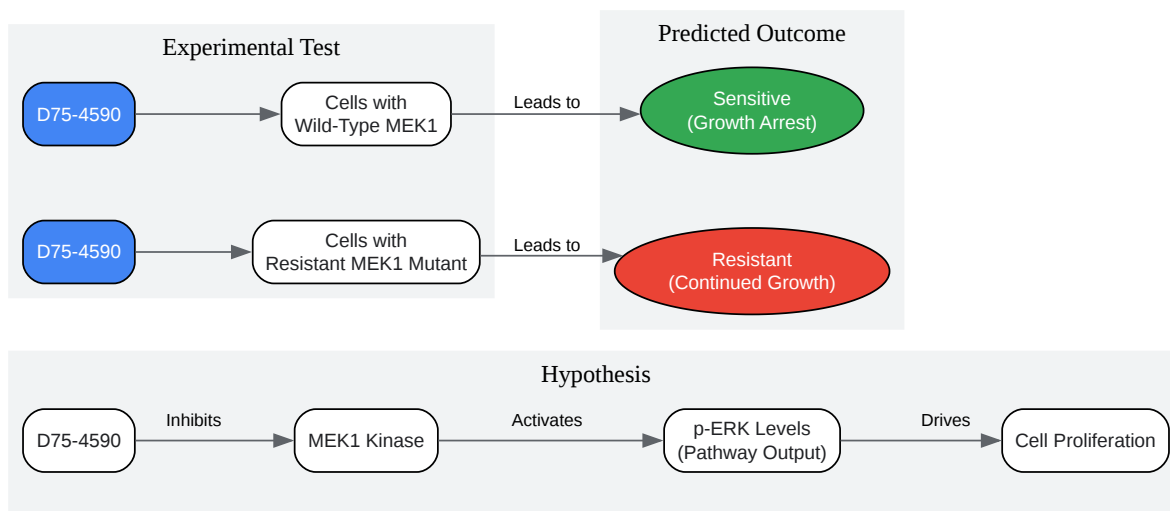 Experimental Test
D75-4590
Cells with
Wild-Type MEK1
Leads to
D75-4590
Cells with
Resistant MEK1 Mutant
Leads to
Predicted Outcome
Sensitive
(Growth Arrest)
Resistant
(Continued Growth)
Hypothesis
D75-4590
Inhibits
MEK1 Kinase
Activates
p-ERK Levels
(Pathway Output)
Drives
Cell Proliferation